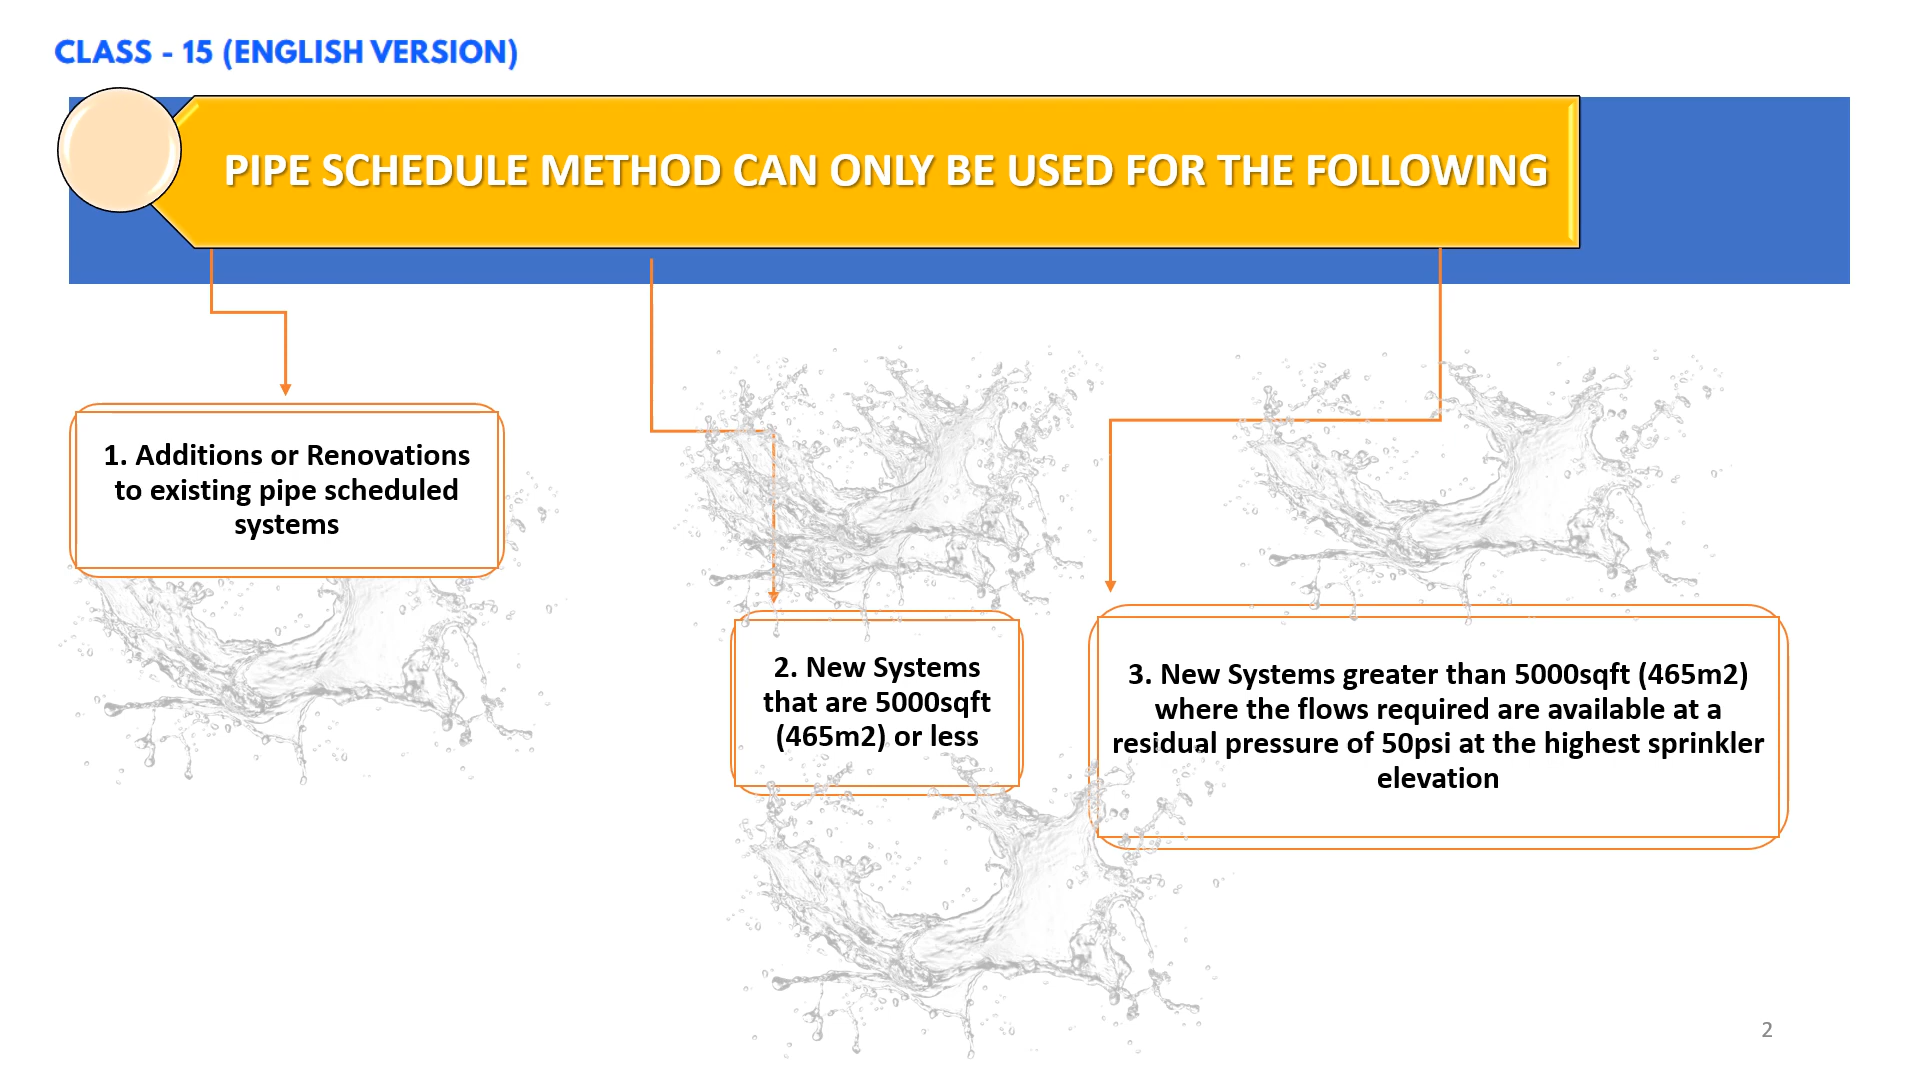 CLASS - 15 (ENGLISH VERSION)
PIPE SCHEDULE METHOD CAN ONLY BE USED FOR THE FOLLOWING
1. Additions or Renovations
to existing pipe scheduled
systems
2. New Systems
that are 5000sqft
(465m2) or less
3. New Systems greater than 5000sqft (465m2)
where the flows required are available at a
residual pressure of 50psi at the highest sprinkler
elevation
2